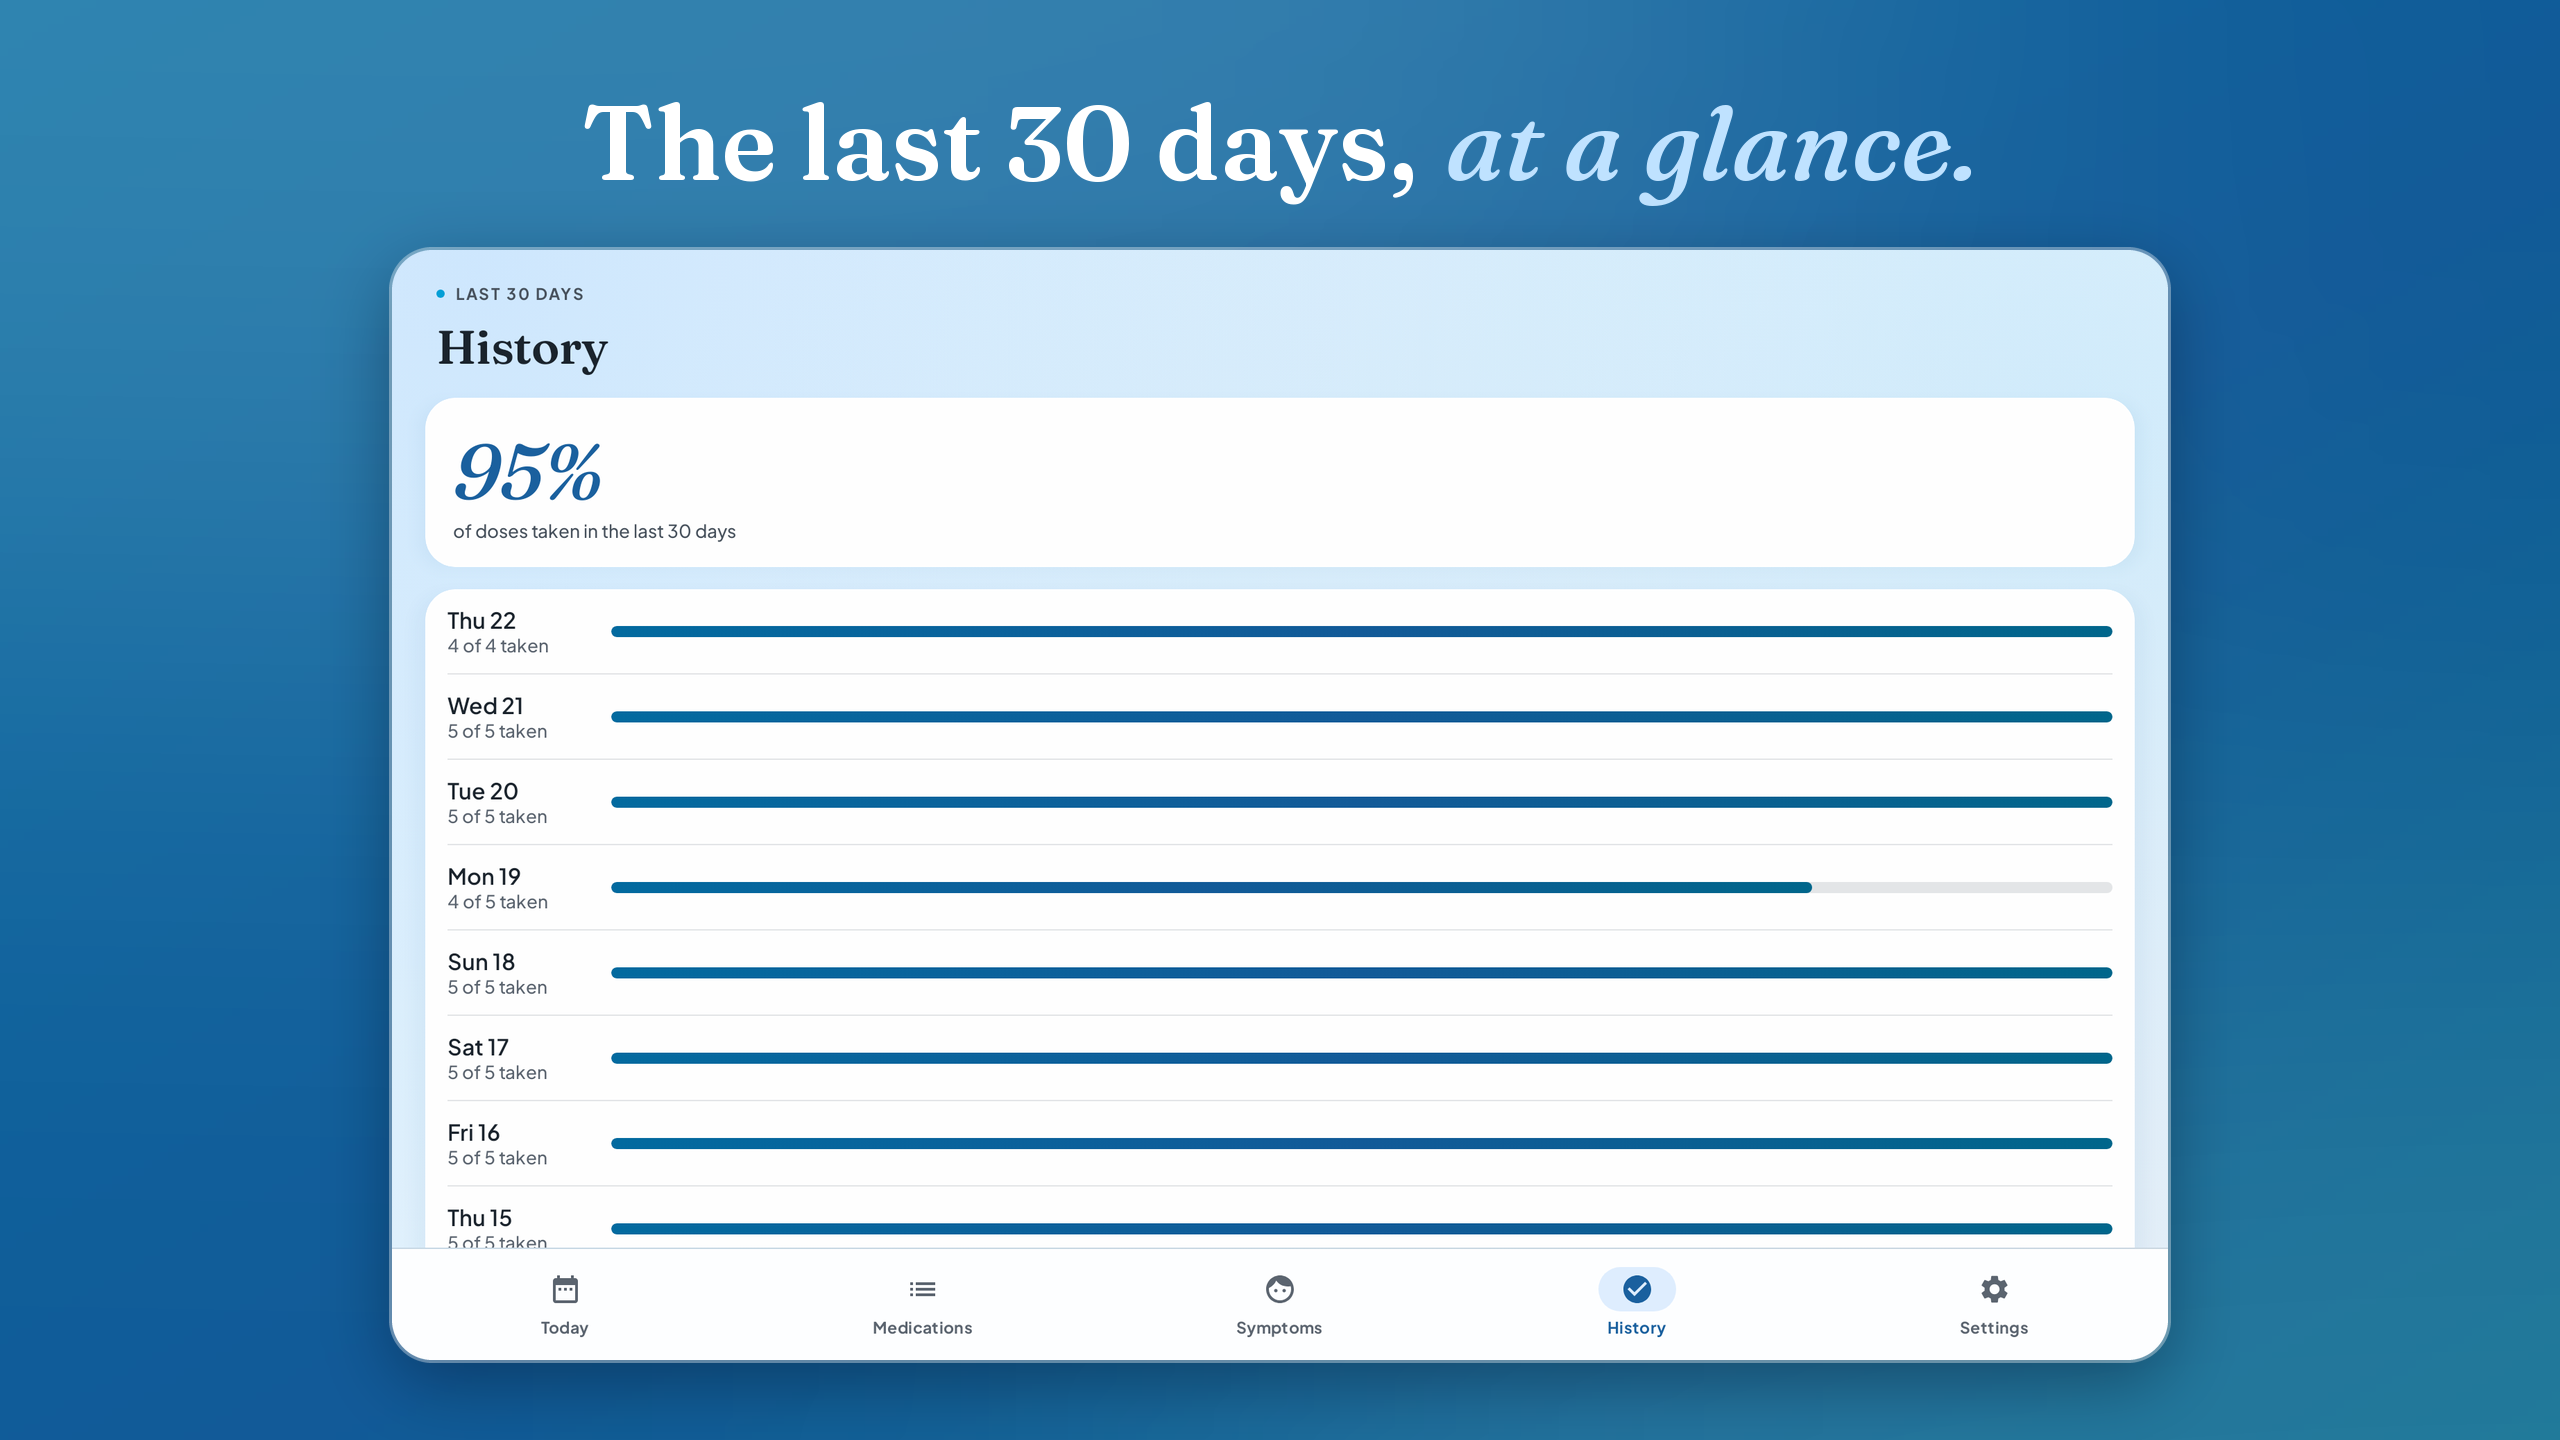 The last 30 days, at a glance.
LAST 30 DAYS
History
95%
of doses taken in the last 30 days
Thu 22
4 of 4 taken
Wed 21
5 of 5 taken
Tue 20
5 of 5 taken
Mon 19
4 of 5 taken
Sun 18
5 of 5 taken
Sat 17
5 of 5 taken
Fri 16
5 of 5 taken
Thu 15
5 of 5 taken
Today
Medications
Symptoms
History
Settings